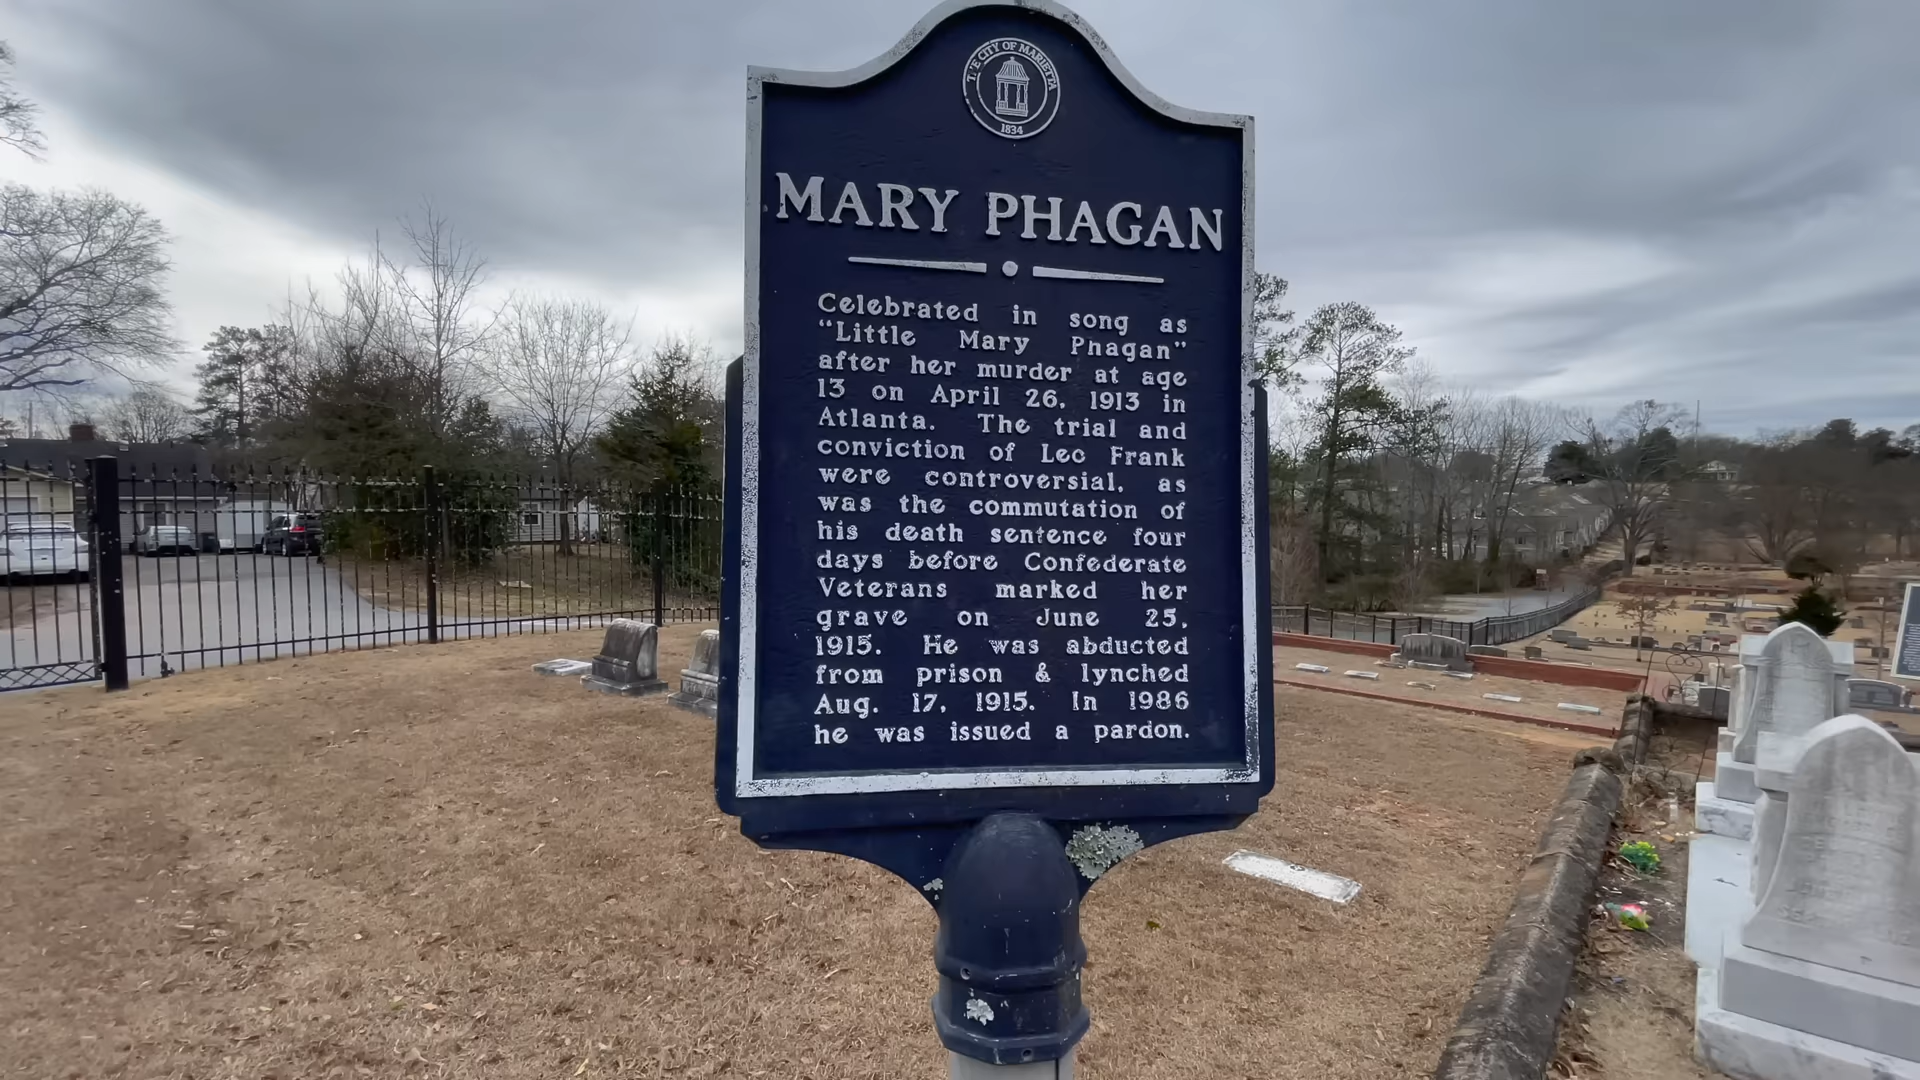 THE CITY OF MARIETTA
1834
MARY PHAGAN
Celebrated in song as
"Little Mary Phagan"
after her murder at age
13 on April 26, 1913 in
Atlanta. The trial and
conviction of Leo Frank
were controversial, as
was the commutation of
his death sentence four
days before Confederate
Veterans marked her
grave on June 25,
1915. He was abducted
from prison & lynched
Aug. 17, 1915. In 1986
he was issued a pardon.